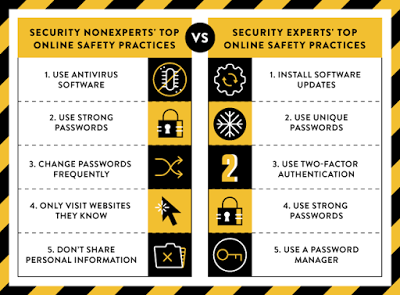 SECURITY NONEXPERTS' TOP
ONLINE SAFETY PRACTICES
VS
SECURITY EXPERTS' TOP
ONLINE SAFETY PRACTICES
1. USE ANTIVIRUS
SOFTWARE
2. USE STRONG
PASSWORDS
3. CHANGE PASSWORDS
FREQUENTLY
4. ONLY VISIT WEBSITES
THEY KNOW
5. DON'T SHARE
PERSONAL INFORMATION
1. INSTALL SOFTWARE
UPDATES
2. USE UNIQUE
PASSWORDS
2
3. USE TWO-FACTOR
AUTHENTICATION
4. USE STRONG
PASSWORDS
5. USE A PASSWORD
MANAGER